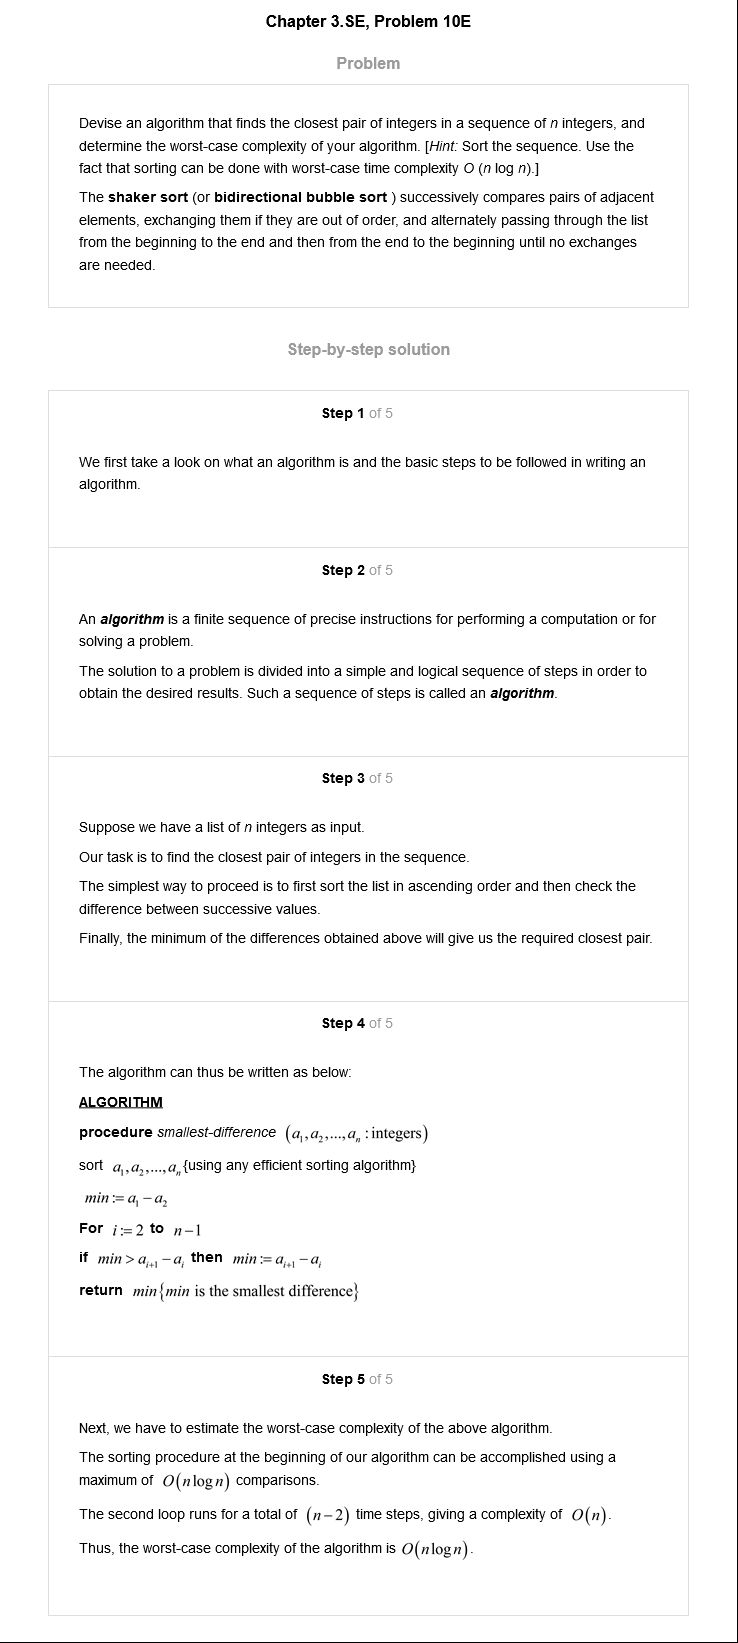 Chapter 3.SE, Problem 10E
Problem
Devise an algorithm that finds the closest pair of integers in a sequence of n integers, and
determine the worst-case complexity of your algorithm. [Hint: Sort the sequence. Use the
fact that sorting can be done with worst-case time complexity O (n log n).]
The shaker sort (or bidirectional bubble sort ) successively compares pairs of adjacent
elements, exchanging them if they are out of order, and alternately passing through the list
from the beginning to the end and then from the end to the beginning until no exchanges
are needed.
Step-by-step solution
Step 1 of 5
We first take a look on what an algorithm is and the basic steps to be followed in writing an
algorithm.
Step 2 of 5
An algorithm is a finite sequence of precise instructions for performing a computation or for
solving a problem.
The solution to a problem is divided into a simple and logical sequence of steps in order to
obtain the desired results. Such a sequence of steps is called an algorithm.
Step 3 of 5
Suppose we have a list of n integers as input.
Our task is to find the closest pair of integers in the sequence.
The simplest way to proceed is to first sort the list in ascending order and then check the
difference between successive values.
Finally, the minimum of the differences obtained above will give us the required closest pair.
Step 4 of 5
The algorithm can thus be written as below:
ALGORITHM
procedure smallest-difference (a₁,a₂,...,aₙ : integers)
sort a₁,a₂,...,aₙ {using any efficient sorting algorithm}
min := a₁ − a₂
For i := 2 to n−1
if min > aᵢ₊₁ − aᵢ then min := aᵢ₊₁ − aᵢ
return min{min is the smallest difference}
Step 5 of 5
Next, we have to estimate the worst-case complexity of the above algorithm.
The sorting procedure at the beginning of our algorithm can be accomplished using a
maximum of O(n log n) comparisons.
The second loop runs for a total of (n−2) time steps, giving a complexity of O(n).
Thus, the worst-case complexity of the algorithm is O(n log n).